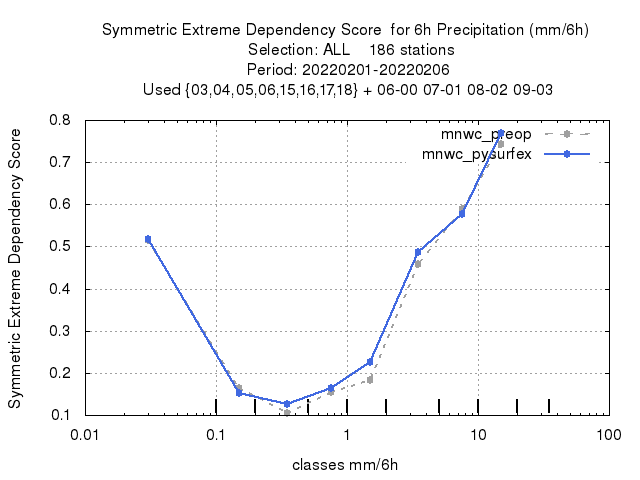 Symmetric Extreme Dependency Score  for 6h Precipitation (mm/6h)
Selection: ALL    186 stations
Period: 20220201-20220206
Used {03,04,05,06,15,16,17,18} + 06-00 07-01 08-02 09-03
Symmetric Extreme Dependency Score
0.8
0.7
0.6
0.5
0.4
0.3
0.2
0.1
mnwc_preop
mnwc_pysurfex
0.01 0.1 1 10 100
classes mm/6h